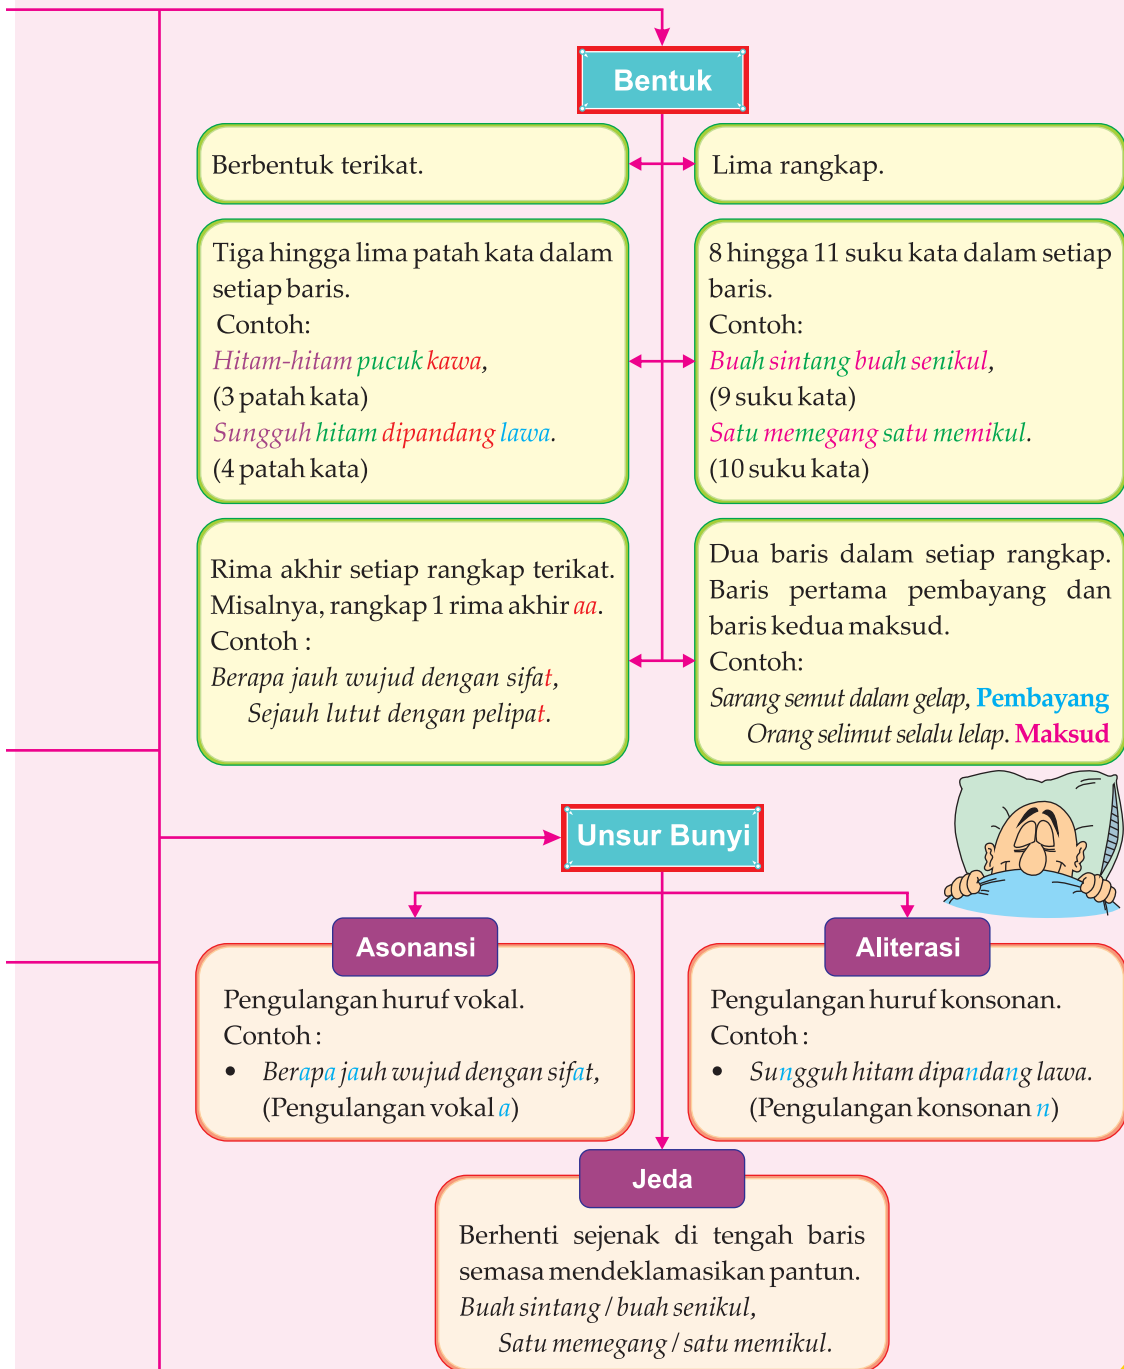 Bentuk
Berbentuk terikat.
Lima rangkap.
Tiga hingga lima patah kata dalam
setiap baris.
Contoh:
Hitam-hitam pucuk kawa,
(3 patah kata)
Sungguh hitam dipandang lawa.
(4 patah kata)
8 hingga 11 suku kata dalam setiap
baris.
Contoh:
Buah sintang buah senikul,
(9 suku kata)
Satu memegang satu memikul.
(10 suku kata)
Rima akhir setiap rangkap terikat.
Misalnya, rangkap 1 rima akhir aa.
Contoh :
Berapa jauh wujud dengan sifat,
Sejauh lutut dengan pelipat.
Dua baris dalam setiap rangkap.
Baris pertama pembayang dan
baris kedua maksud.
Contoh:
Sarang semut dalam gelap, Pembayang
Orang selimut selalu lelap. Maksud
Unsur Bunyi
Asonansi
Pengulangan huruf vokal.
Contoh :
• Berapa jauh wujud dengan sifat,
(Pengulangan vokal a)
Aliterasi
Pengulangan huruf konsonan.
Contoh :
• Sungguh hitam dipandang lawa.
(Pengulangan konsonan n)
Jeda
Berhenti sejenak di tengah baris
semasa mendeklamasikan pantun.
Buah sintang / buah senikul,
Satu memegang / satu memikul.